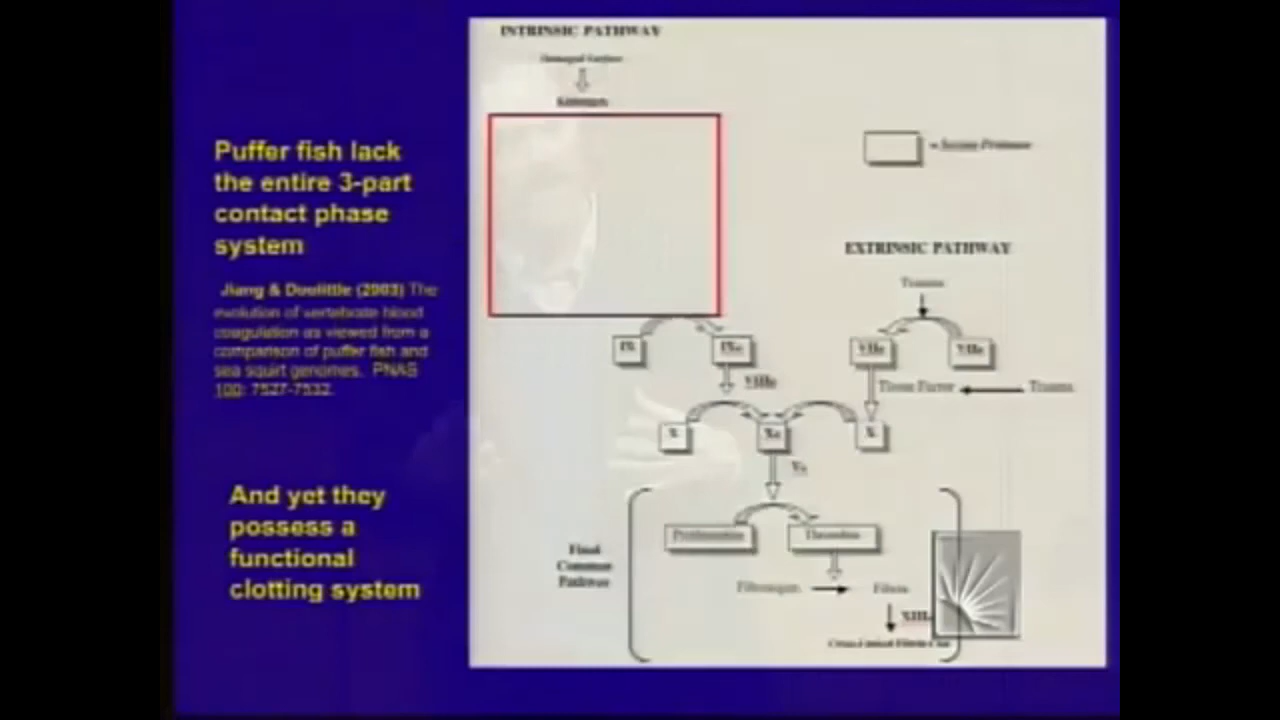 INTRINSIC PATHWAY
Damaged Surface
Kininogen
Puffer fish lack
the entire 3-part
contact phase
system
= Serine Protease
Jiang & Doolittle (2003) The
evolution of vertebrate blood
coagulation as viewed from a
comparison of puffer fish and
sea squirt genomes. PNAS
100: 7527-7532.
EXTRINSIC PATHWAY
Trauma
IX
IXa
VIIa
VIIIa
Tissue Factor
Trauma
X
Xa
X
Va
And yet they
possess a
functional
clotting system
Prothrombin
Thrombin
Final
Common
Pathway
Fibrinogen
Fibrin
XIIIa
Cross-Linked Fibrin Clot